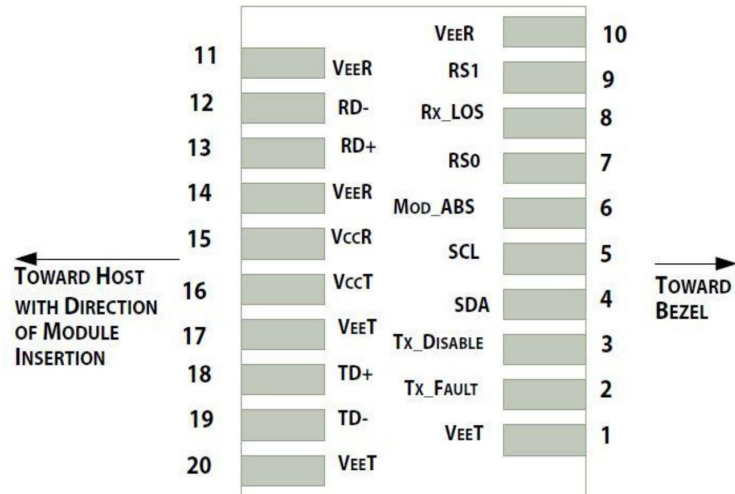 11 VEER
12 RD-
13 RD+
14 VEER
15 VCCR
16 VCCT
17 VEET
18 TD+
19 TD-
20 VEET
VEER 10
RS1 9
RX_LOS 8
RS0 7
MOD_ABS 6
SCL 5
SDA 4
TX_DISABLE 3
TX_FAULT 2
VEET 1
TOWARD HOST
WITH DIRECTION
OF MODULE
INSERTION
TOWARD
BEZEL